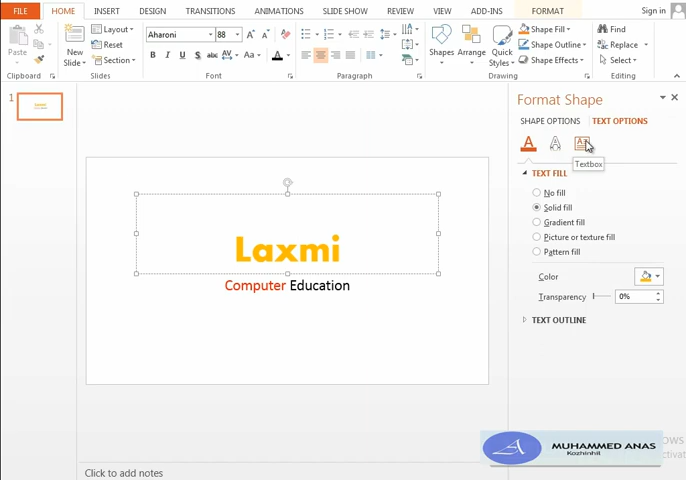 FILE HOME INSERT DESIGN TRANSITIONS ANIMATIONS SLIDE SHOW REVIEW VIEW ADD-INS FORMAT Sign in
Paste
New Slide
Layout
Reset
Section
Aharoni 88
B I U S abc AV Aa A
Shapes Arrange Quick Styles
Shape Fill
Shape Outline
Shape Effects
Find
Replace
Select
Clipboard Slides Font Paragraph Drawing Editing
1
Laxmi
Computer Education
Format Shape
SHAPE OPTIONS TEXT OPTIONS
Textbox
TEXT FILL
No fill
Solid fill
Gradient fill
Picture or texture fill
Pattern fill
Color
Transparency 0%
TEXT OUTLINE
MUHAMMED ANAS
Kozhinhil
Click to add notes